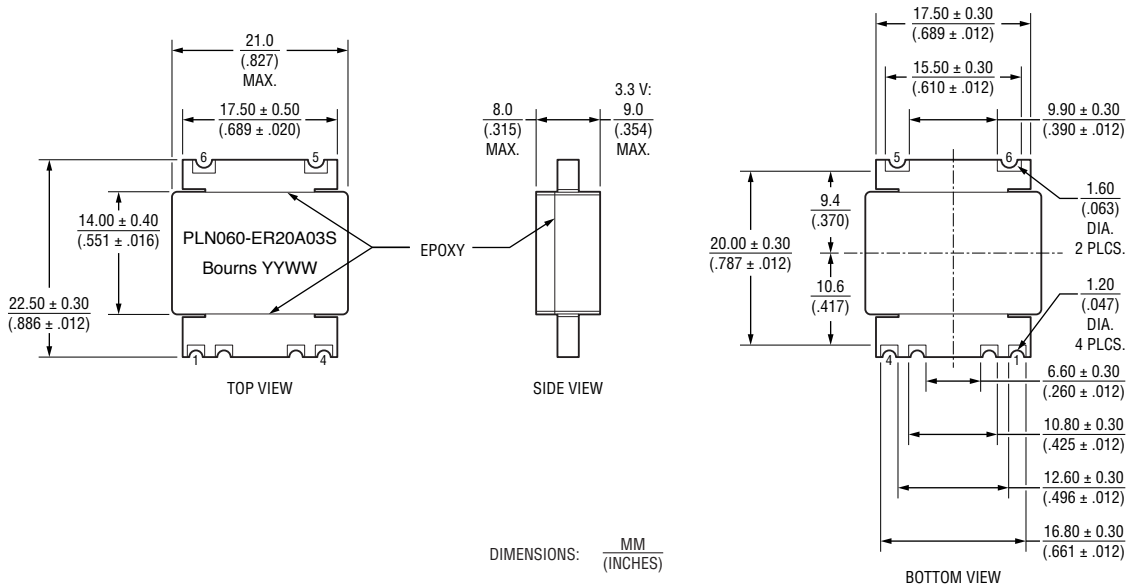 21.0
(.827)
MAX.
17.50 ± 0.50
(.689 ± .020)
6
5
14.00 ± 0.40
(.551 ± .016)
22.50 ± 0.30
(.886 ± .012)
PLN060-ER20A03S
Bourns YYWW
1
4
TOP VIEW
EPOXY
8.0
(.315)
MAX.
3.3 V:
9.0
(.354)
MAX.
SIDE VIEW
17.50 ± 0.30
(.689 ± .012)
15.50 ± 0.30
(.610 ± .012)
9.90 ± 0.30
(.390 ± .012)
5
6
1.60
(.063)
DIA.
2 PLCS.
9.4
(.370)
20.00 ± 0.30
(.787 ± .012)
10.6
(.417)
1.20
(.047)
DIA.
4 PLCS.
4
1
6.60 ± 0.30
(.260 ± .012)
10.80 ± 0.30
(.425 ± .012)
12.60 ± 0.30
(.496 ± .012)
16.80 ± 0.30
(.661 ± .012)
BOTTOM VIEW
DIMENSIONS: MM
(INCHES)